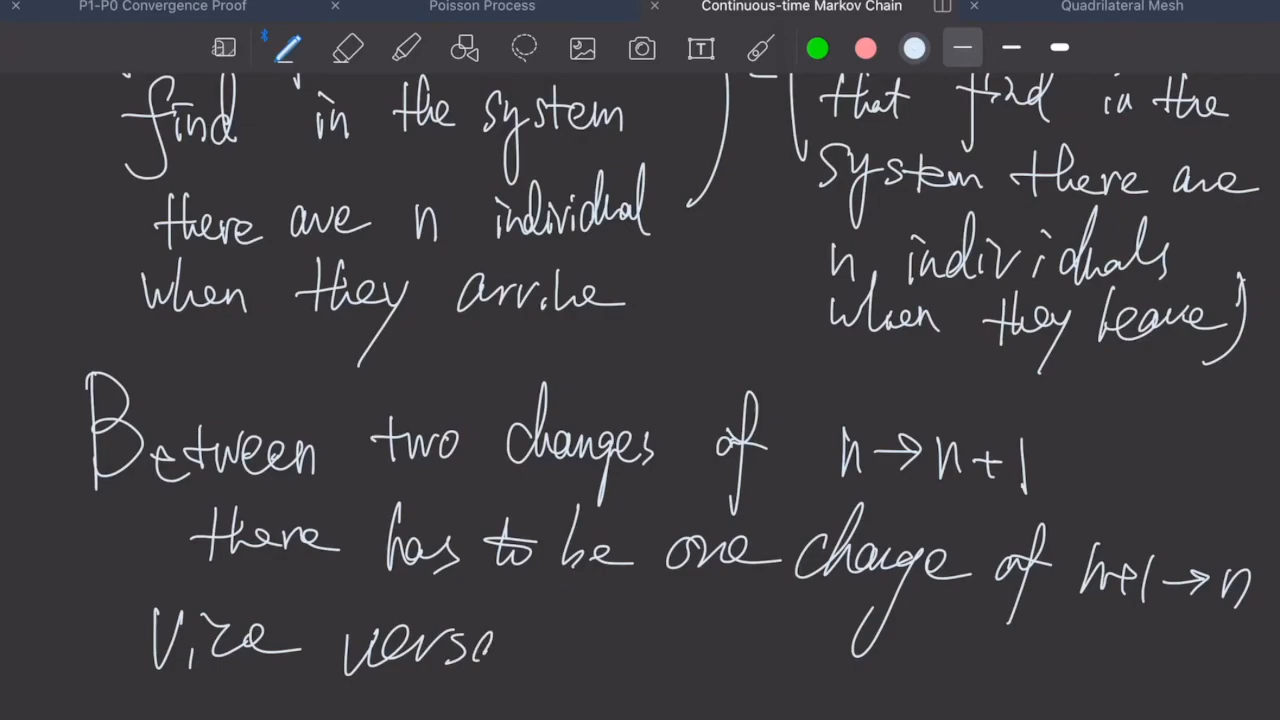 P1-P0 Convergence Proof
Poisson Process
Continuous-time Markov Chain
Quadrilateral Mesh
T
find in the system
there are n individual
when they arrive
that find in the
system there are
n individuals
when they leave)
Between two changes of n → n+1
there has to be one change of n+1 → n
Vice vers